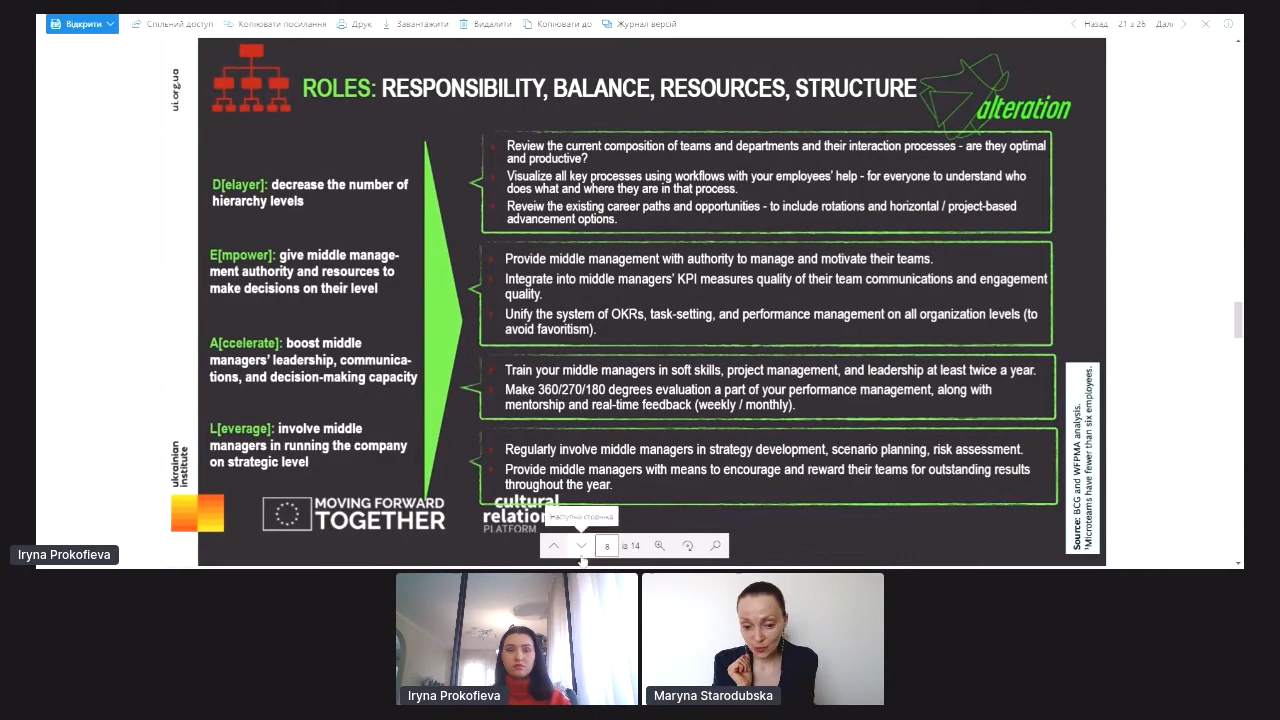 Відкрити
Спільний доступ
Копіювати посилання
Друк
Завантажити
Видалити
Копіювати до
Журнал версій
Назад
21 з 26
Далі
ui.org.ua
ROLES: RESPONSIBILITY, BALANCE, RESOURCES, STRUCTURE
alteration
D[elayer]: decrease the number of
hierarchy levels
Review the current composition of teams and departments and their interaction processes - are they optimal
and productive?
Visualize all key processes using workflows with your employees' help - for everyone to understand who
does what and where they are in that process.
Reveiw the existing career paths and opportunities - to include rotations and horizontal / project-based
advancement options.
E[mpower]: give middle manage-
ment authority and resources to
make decisions on their level
Provide middle management with authority to manage and motivate their teams.
Integrate into middle managers' KPI measures quality of their team communications and engagement
quality.
Unify the system of OKRs, task-setting, and performance management on all organization levels (to
avoid favoritism).
A[ccelerate]: boost middle
managers' leadership, communica-
tions, and decision-making capacity
Train your middle managers in soft skills, project management, and leadership at least twice a year.
Make 360/270/180 degrees evaluation a part of your performance management, along with
mentorship and real-time feedback (weekly / monthly).
L[everage]: involve middle
managers in running the company
on strategic level
Regularly involve middle managers in strategy development, scenario planning, risk assessment.
Provide middle managers with means to encourage and reward their teams for outstanding results
throughout the year.
Source: BCG and WFPMA analysis.
¹Microteams have fewer than six employees.
ukrainian
institute
MOVING FORWARD
TOGETHER
cultural
relation
PLATFORM
Наступна сторінка
8 із 14
Iryna Prokofieva
Iryna Prokofieva
Maryna Starodubska